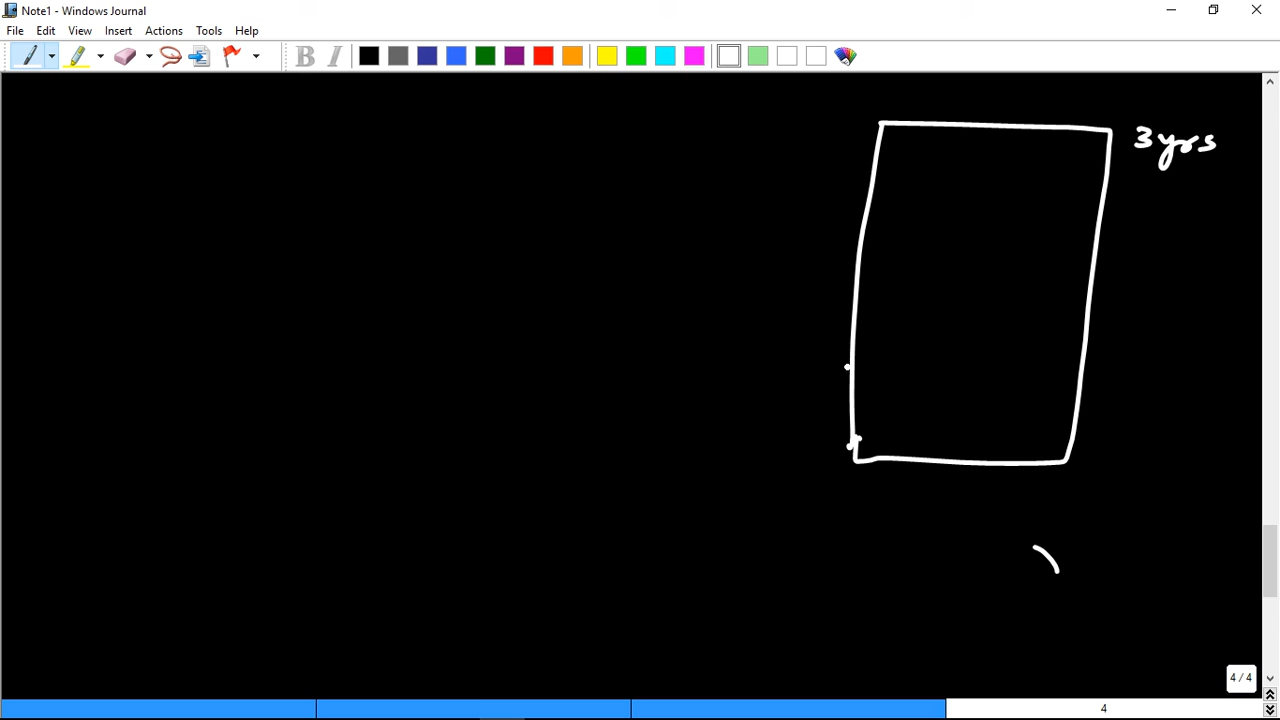 Note1 - Windows Journal
File Edit View Insert Actions Tools Help
B I
3 yrs
4 / 4
4